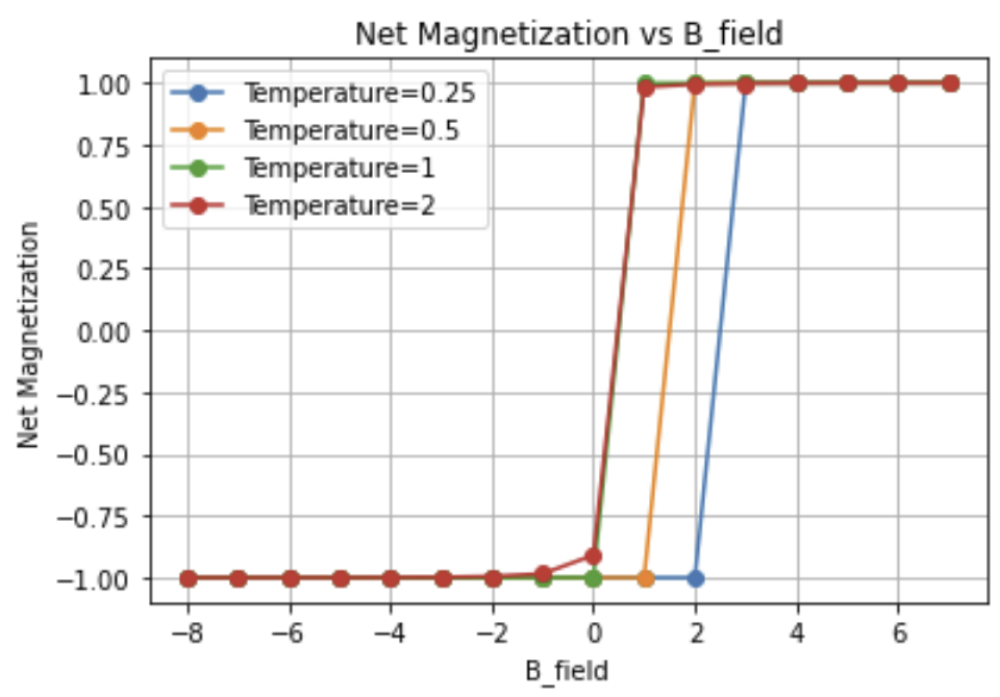 Net Magnetization vs B_field
1.00
0.75
0.50
0.25
0.00
−0.25
−0.50
−0.75
−1.00
Net Magnetization
Temperature=0.25
Temperature=0.5
Temperature=1
Temperature=2
−8 −6 −4 −2 0 2 4 6
B_field